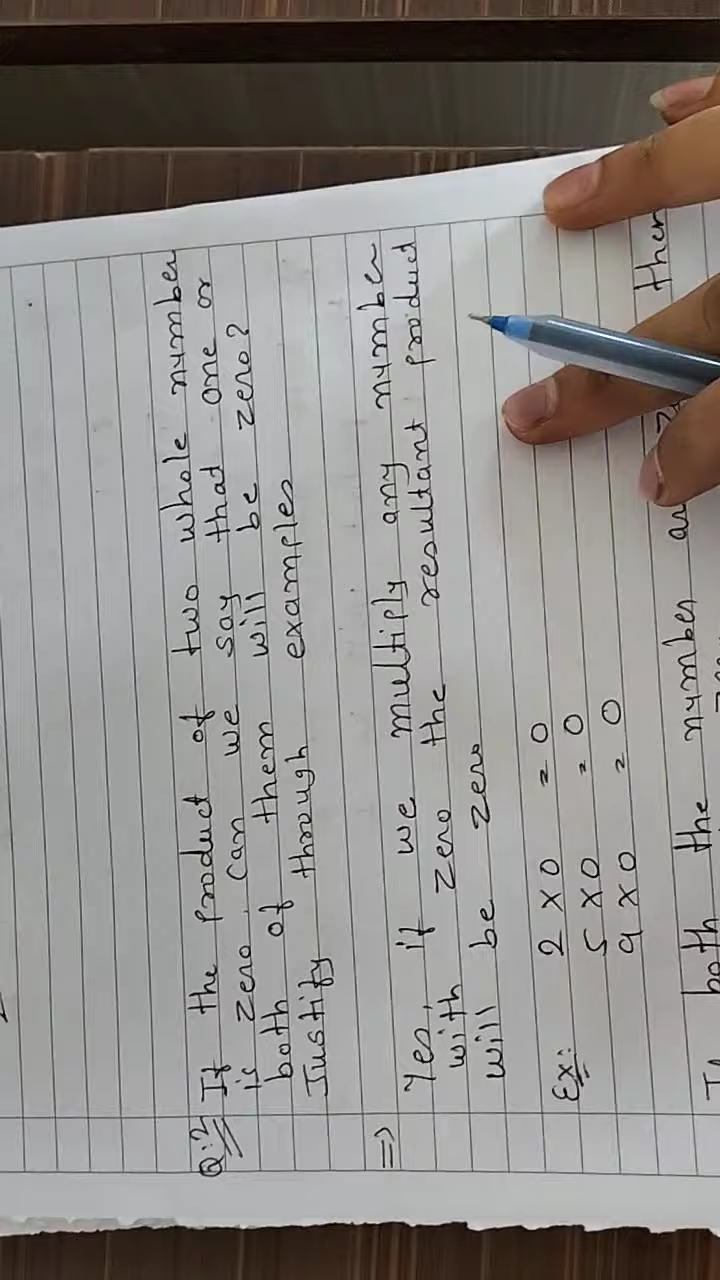 Q:2 If the product of two whole number
is zero. can we say that one or
both of them will be zero?
Justify through examples
=> Yes, if we multiply any number
with zero the resultant product
will be zero
Ex: 2 x 0 = 0
5 x 0 = 0
9 x 0 = 0
both the number then